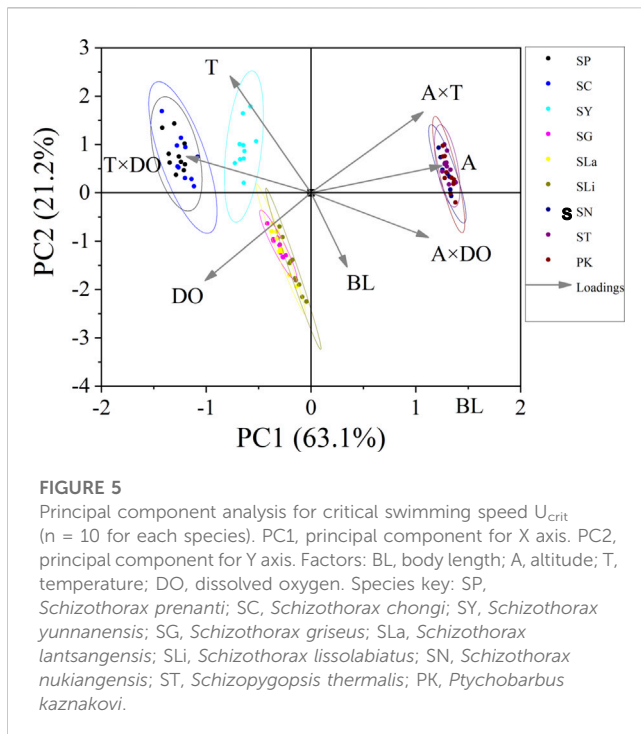 T
A×T
A
T×DO
A×DO
DO
BL
BL
4
3
2
1
0
-1
-2
-3
-4
PC2 (21.2%)
-2
-1
0
1
2
PC1 (63.1%)
SP
SC
SY
SG
SLa
SLi
S SN
ST
PK
Loadings
FIGURE 5
Principal component analysis for critical swimming speed Ucrit
(n = 10 for each species). PC1, principal component for X axis. PC2,
principal component for Y axis. Factors: BL, body length; A, altitude; T,
temperature; DO, dissolved oxygen. Species key: SP,
Schizothorax prenanti; SC, Schizothorax chongi; SY, Schizothorax
yunnanensis; SG, Schizothorax griseus; SLa, Schizothorax
lantsangensis; SLi, Schizothorax lissolabiatus; SN, Schizothorax
nukiangensis; ST, Schizopygopsis thermalis; PK, Ptychobarbus
kaznakovi.